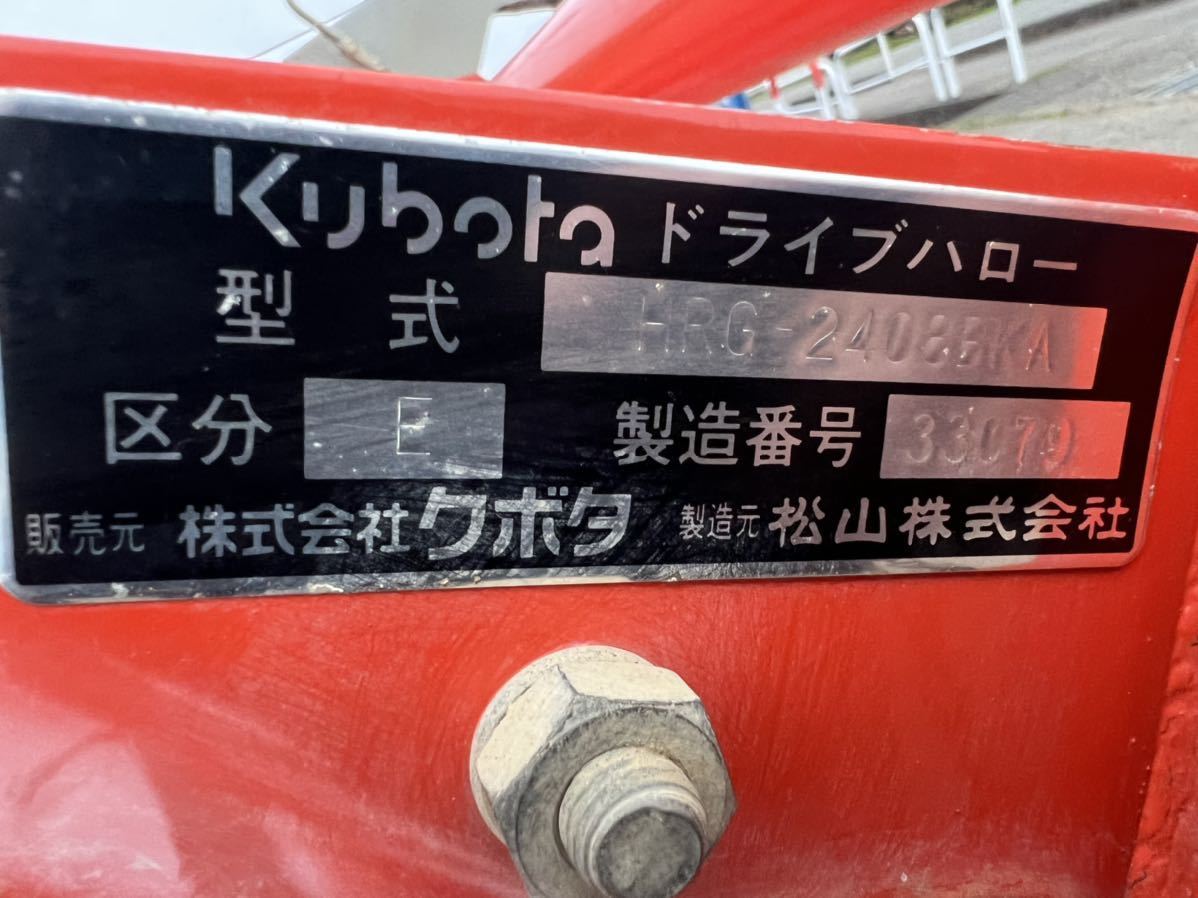 Kubota ドライブハロー
型式 HRG-2408BKA
区分 E 製造番号 33079
販売元 株式会社クボタ 製造元 松山株式会社